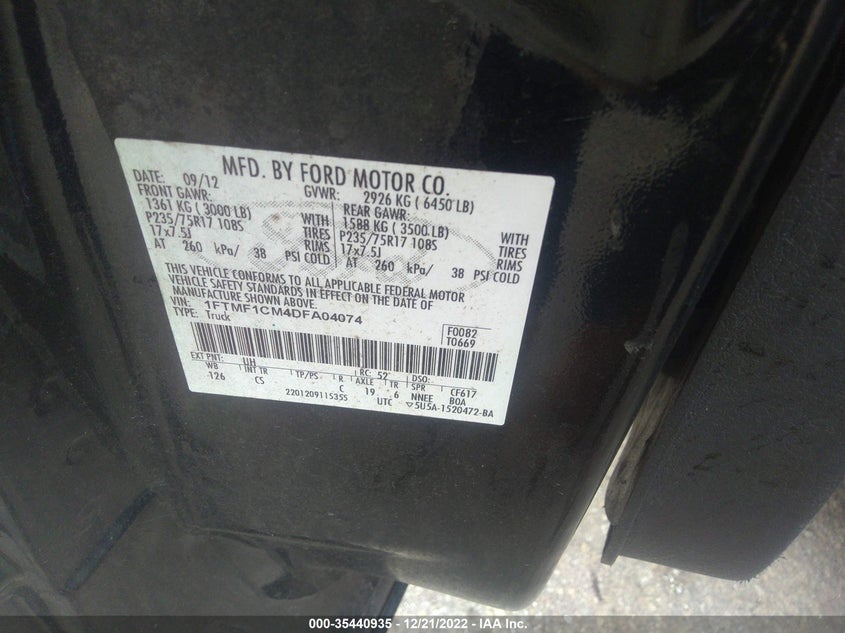 MFD. BY FORD MOTOR CO.
DATE: 09/12 GVWR: 2926 KG ( 6450 LB)
FRONT GAWR: REAR GAWR:
1361 KG ( 3000 LB) WITH 1588 KG ( 3500 LB) WITH
P235/75R17 108S TIRES P235/75R17 108S TIRES
17x7.5J RIMS 17x7.5J RIMS
AT 260 kPa/ 38 PSI COLD AT 260 kPa/ 38 PSI COLD
THIS VEHICLE CONFORMS TO ALL APPLICABLE FEDERAL MOTOR
VEHICLE SAFETY STANDARDS IN EFFECT ON THE DATE OF
MANUFACTURE SHOWN ABOVE.
VIN: 1FTMF1CM4DFA04074
TYPE: Truck
F0082
T0669
EXT PNT: UH RC: 52 DSO:
WB INT TR TP/PS R AXLE TR SPR CF617
126 CS C 19 6 NNEE BOA
2201209115355 UTC ▽5U5A-1520472-BA
000-35440935 - 12/21/2022 - IAA Inc.